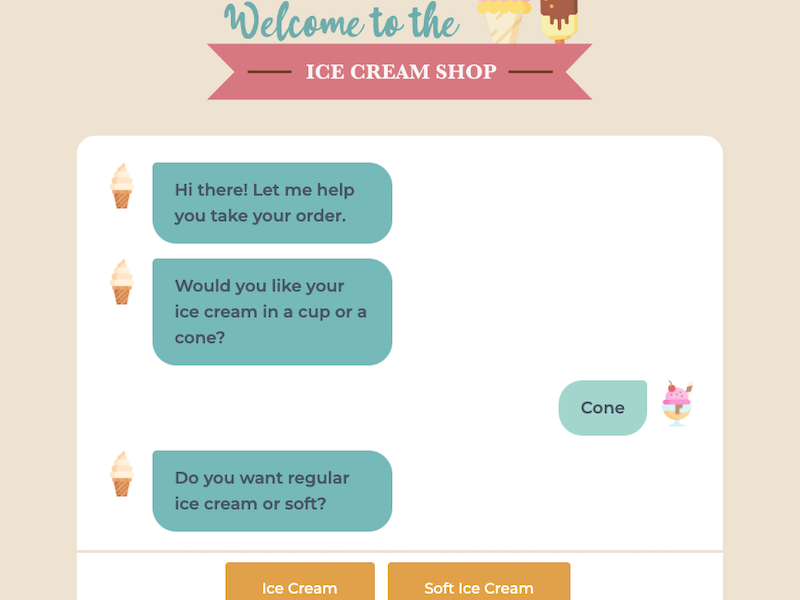 Welcome to the
ICE CREAM SHOP
Hi there! Let me help
you take your order.
Would you like your
ice cream in a cup or a
cone?
Cone
Do you want regular
ice cream or soft?
Ice Cream
Soft Ice Cream